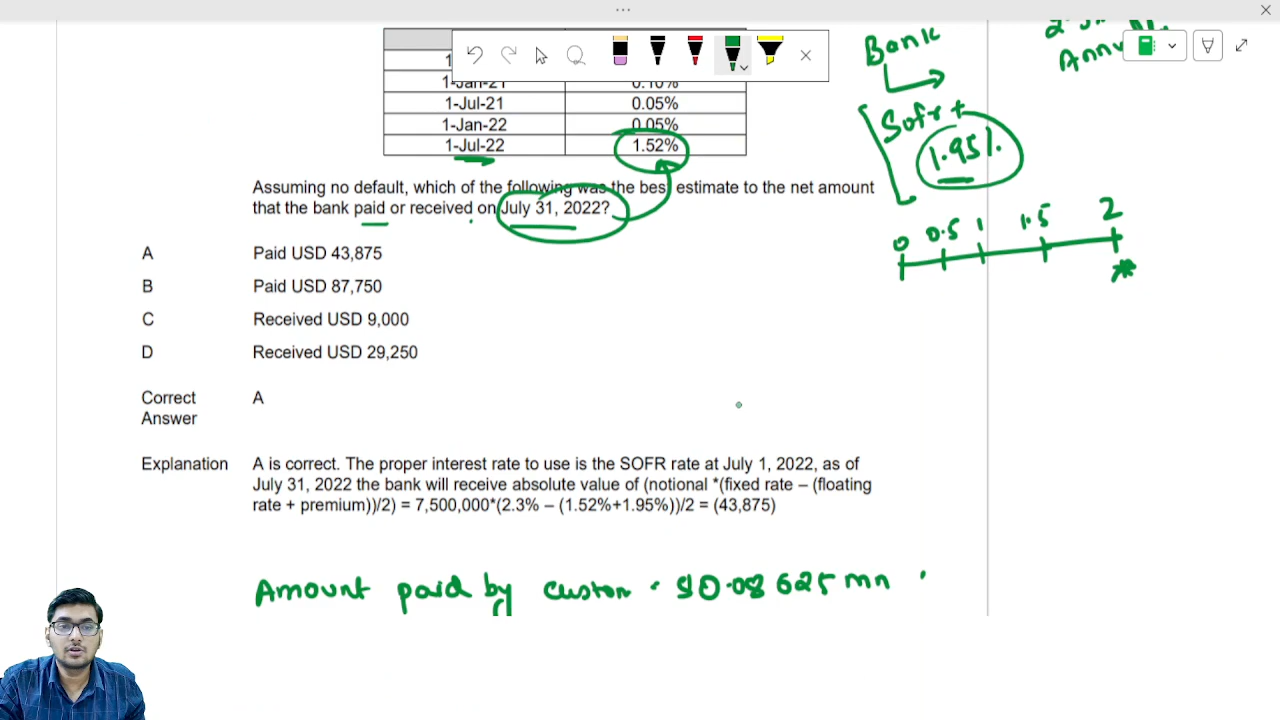 1-Jan-21 0.10%
1-Jul-21 0.05%
1-Jan-22 0.05%
1-Jul-22 1.52%
Bank
Annu
Sofr +
1.95%
0 0.5 1 1.5 2
Assuming no default, which of the following was the best estimate to the net amount
that the bank paid or received on July 31, 2022?
A Paid USD 43,875
B Paid USD 87,750
C Received USD 9,000
D Received USD 29,250
Correct A
Answer
Explanation A is correct. The proper interest rate to use is the SOFR rate at July 1, 2022, as of
July 31, 2022 the bank will receive absolute value of (notional *(fixed rate – (floating
rate + premium))/2) = 7,500,000*(2.3% – (1.52%+1.95%))/2 = (43,875)
Amount paid by custom = $0.08625 mn